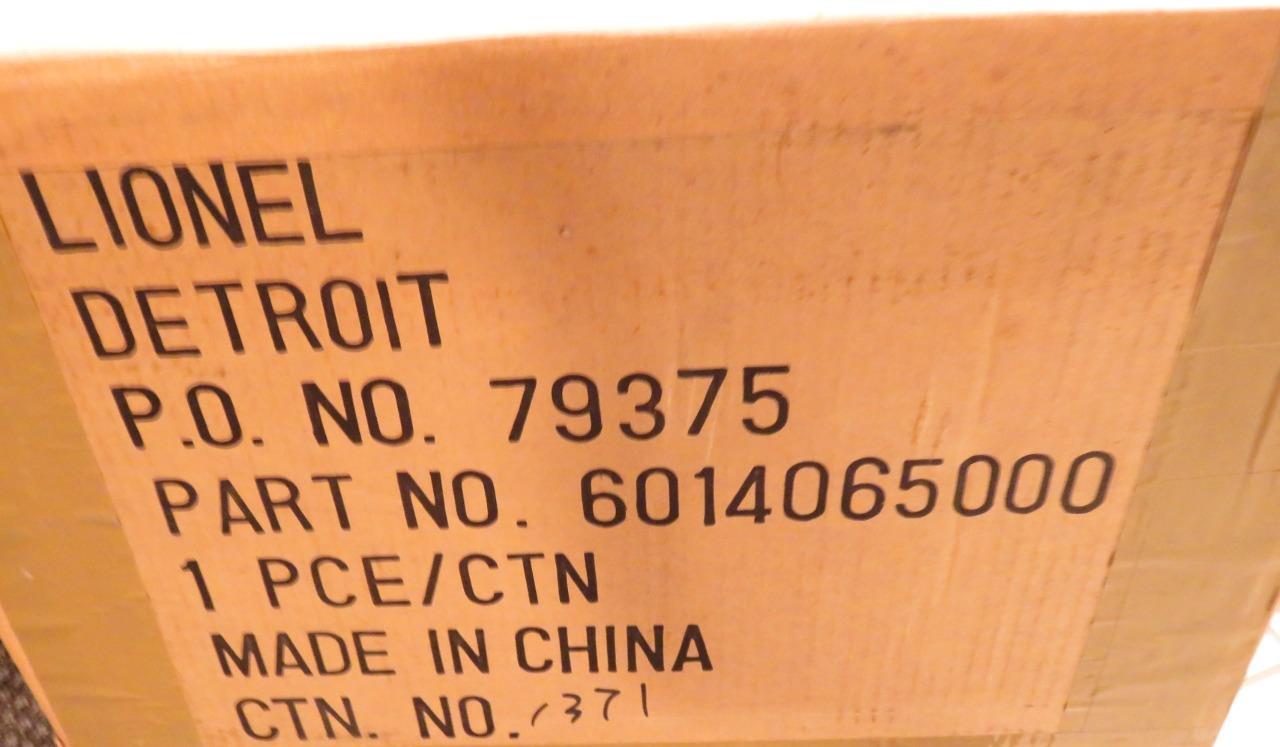 LIONEL
DETROIT
P.O. NO. 79375
PART NO. 6014065000
1 PCE/CTN
MADE IN CHINA
CTN. NO. 1371